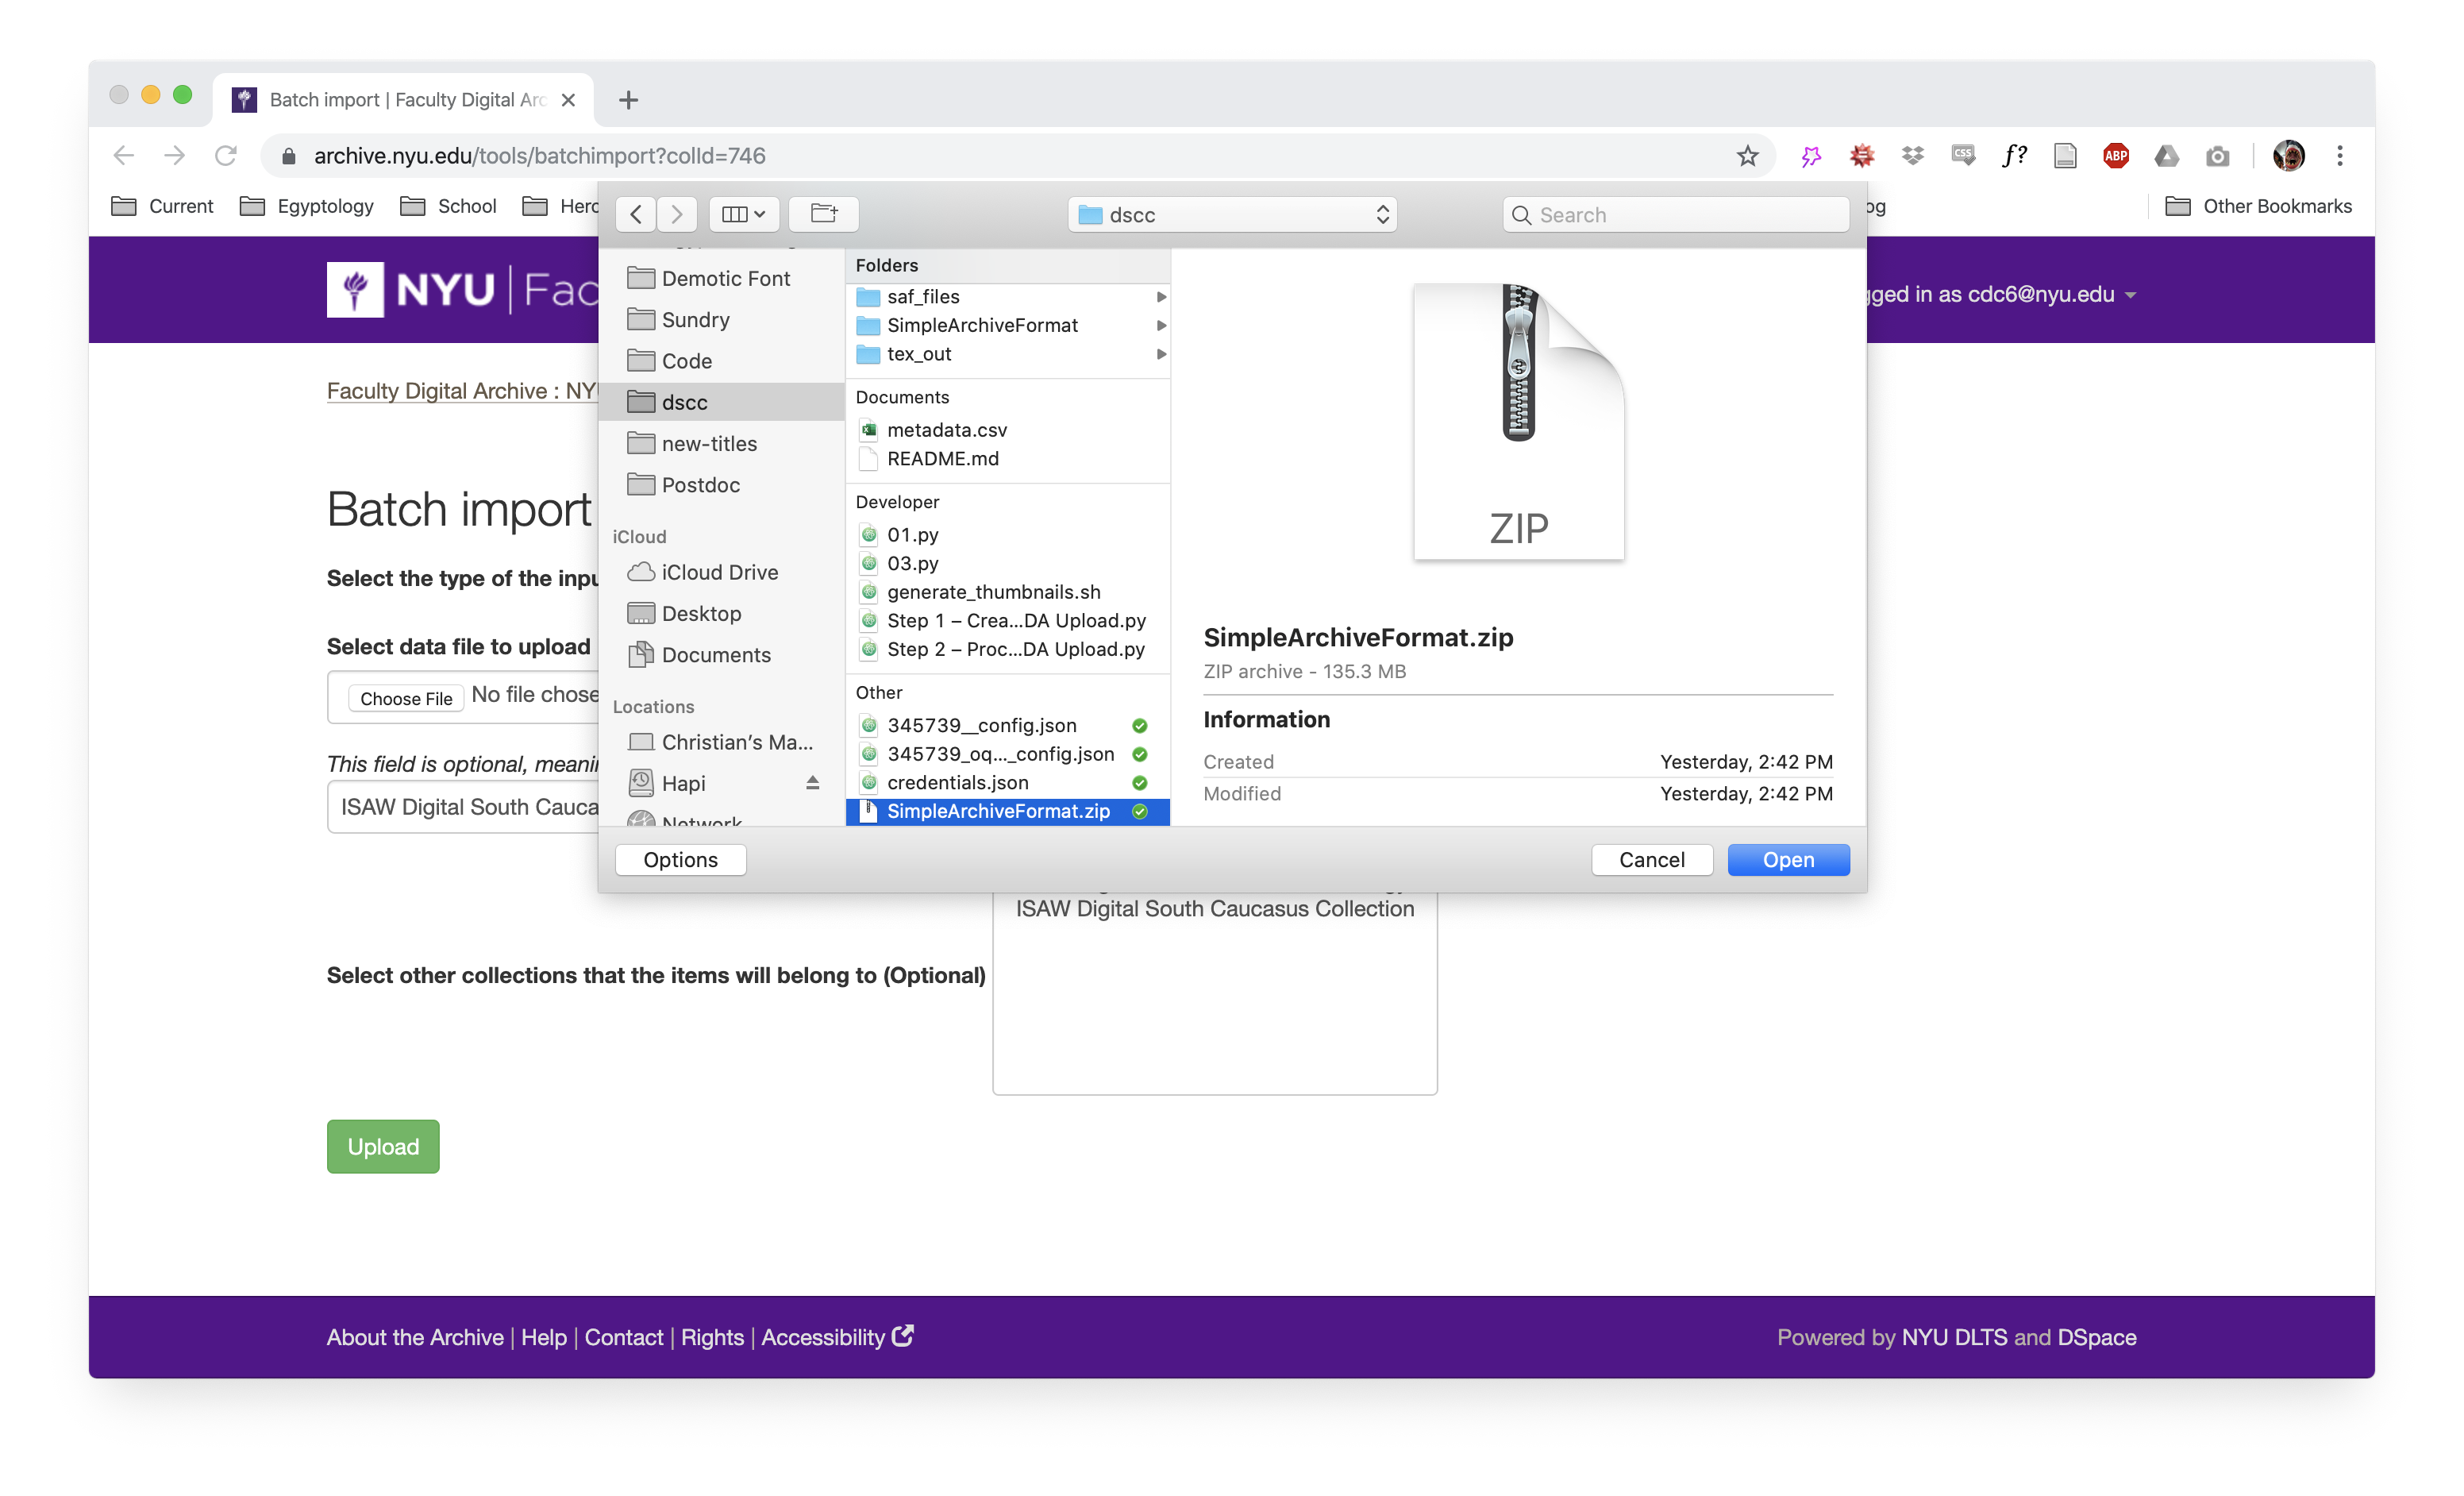 Batch import | Faculty Digital Arc
archive.nyu.edu/tools/batchimport?colId=746
CSS
f?
ABP
Current
Egyptology
School
Herc
og
Other Bookmarks
dscc
Search
NYU
Fac
gged in as cdc6@nyu.edu
Faculty Digital Archive : NY
Batch import
Select the type of the inpu
Select data file to upload
Choose File
No file chose
This field is optional, meani
ISAW Digital South Cauca
Demotic Font
Sundry
Code
dscc
new-titles
Postdoc
iCloud
iCloud Drive
Desktop
Documents
Locations
Christian's Ma...
Hapi
Network
Folders
saf_files
SimpleArchiveFormat
tex_out
Documents
metadata.csv
README.md
Developer
01.py
03.py
generate_thumbnails.sh
Step 1 – Crea...DA Upload.py
Step 2 – Proc...DA Upload.py
Other
345739__config.json
345739_oq..._config.json
credentials.json
SimpleArchiveFormat.zip
ZIP
SimpleArchiveFormat.zip
ZIP archive - 135.3 MB
Information
Created Yesterday, 2:42 PM
Modified Yesterday, 2:42 PM
Options
Cancel
Open
ISAW Digital South Caucasus Collection
Select other collections that the items will belong to (Optional)
Upload
About the Archive | Help | Contact | Rights | Accessibility
Powered by NYU DLTS and DSpace